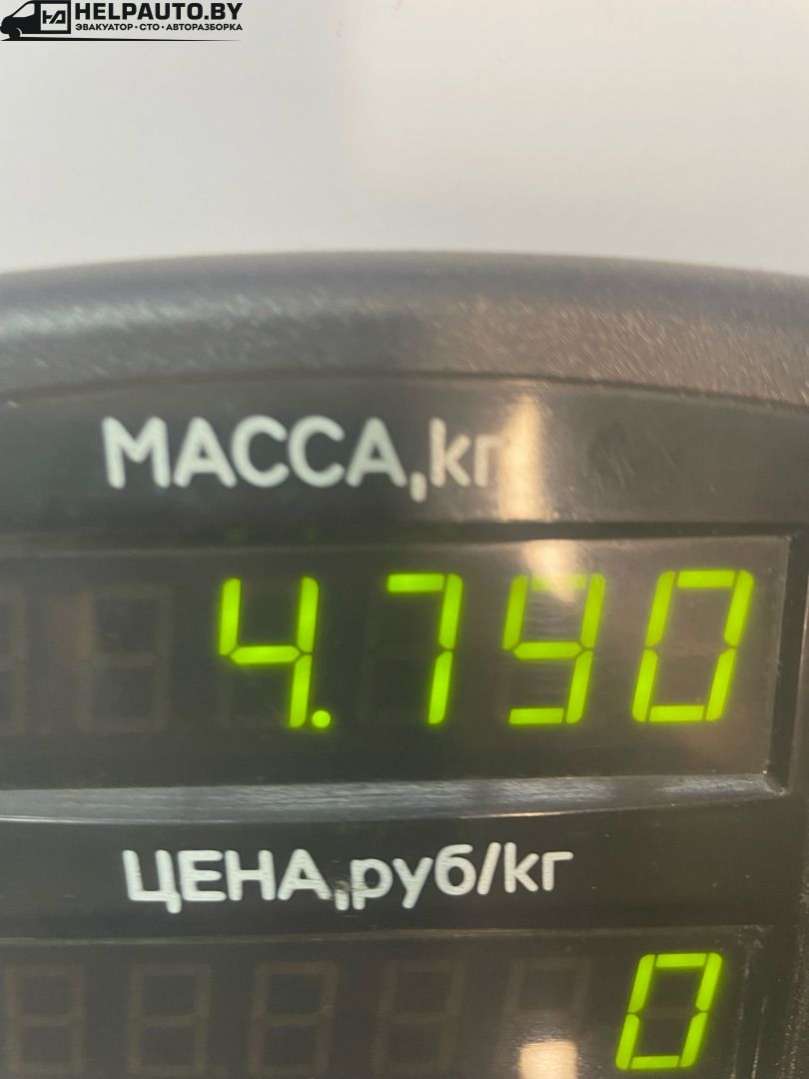 HELPAUTO.BY
ЭВАКУАТОР • СТО • АВТОРАЗБОРКА
МАССА,кг
4.790
ЦЕНА,руб/кг
0